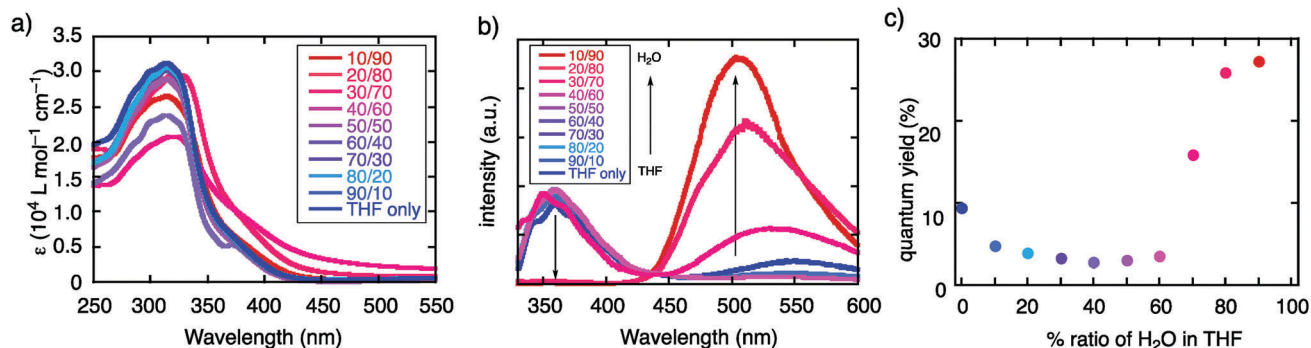 a)
3.5
3.0
2.5
2.0
1.5
1.0
0.5
0
ε (10⁴ L mol⁻¹ cm⁻¹)
250 300 350 400 450 500 550
Wavelength (nm)
10/90
20/80
30/70
40/60
50/50
60/40
70/30
80/20
90/10
THF only
b)
intensity (a.u.)
350 400 450 500 550 600
Wavelength (nm)
10/90
20/80
30/70
40/60
50/50
60/40
70/30
80/20
90/10
THF only
H₂O
THF
c)
30
20
10
0
quantum yield (%)
0 20 40 60 80 100
% ratio of H₂O in THF